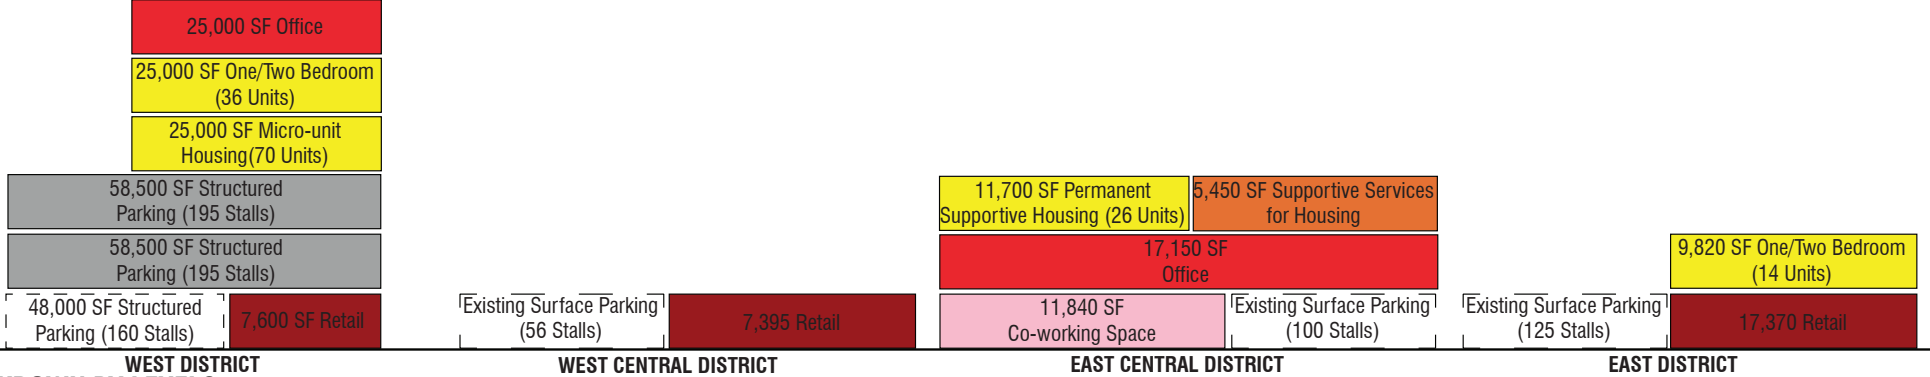 25,000 SF Office
25,000 SF One/Two Bedroom
(36 Units)
25,000 SF Micro-unit
Housing(70 Units)
58,500 SF Structured
Parking (195 Stalls)
58,500 SF Structured
Parking (195 Stalls)
48,000 SF Structured
Parking (160 Stalls)
7,600 SF Retail
WEST DISTRICT
Existing Surface Parking
(56 Stalls)
7,395 Retail
WEST CENTRAL DISTRICT
11,700 SF Permanent
Supportive Housing (26 Units)
5,450 SF Supportive Services
for Housing
17,150 SF
Office
11,840 SF
Co-working Space
Existing Surface Parking
(100 Stalls)
EAST CENTRAL DISTRICT
9,820 SF One/Two Bedroom
(14 Units)
Existing Surface Parking
(125 Stalls)
17,370 Retail
EAST DISTRICT